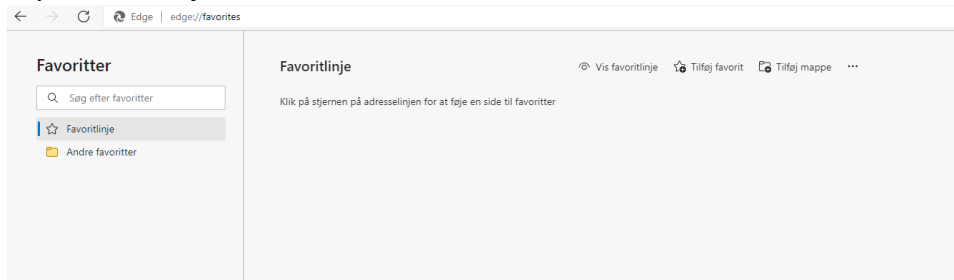 Edge | edge://favorites
Favoritter
Søg efter favoritter
Favoritlinje
Andre favoritter
Favoritlinje
Vis favoritlinje
Tilføj favorit
Tilføj mappe
...
Klik på stjernen på adresselinjen for at føje en side til favoritter